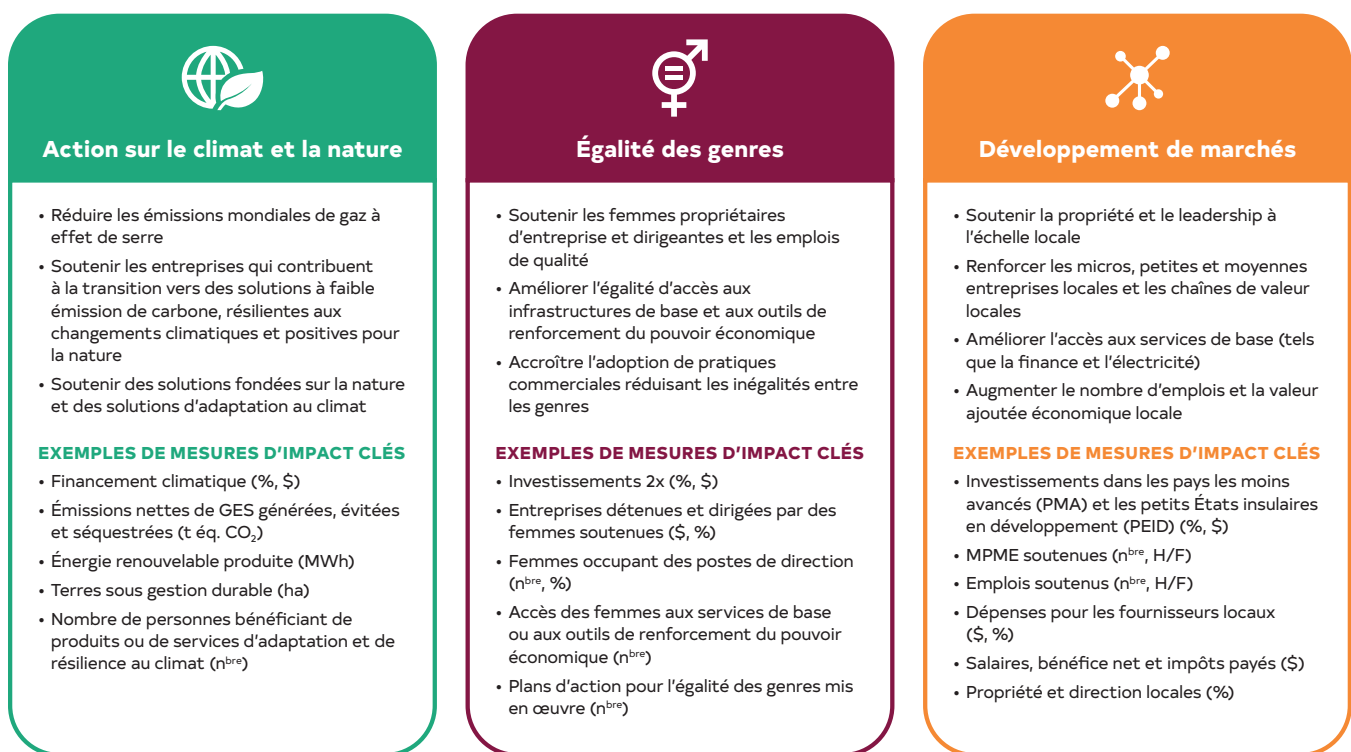 Action sur le climat et la nature
• Réduire les émissions mondiales de gaz à
effet de serre
• Soutenir les entreprises qui contribuent
à la transition vers des solutions à faible
émission de carbone, résilientes aux
changements climatiques et positives pour
la nature
• Soutenir des solutions fondées sur la nature
et des solutions d'adaptation au climat
EXEMPLES DE MESURES D'IMPACT CLÉS
• Financement climatique (%, $)
• Émissions nettes de GES générées, évitées
et séquestrées (t éq. CO₂)
• Énergie renouvelable produite (MWh)
• Terres sous gestion durable (ha)
• Nombre de personnes bénéficiant de
produits ou de services d'adaptation et de
résilience au climat (nᵇʳᵉ)
Égalité des genres
• Soutenir les femmes propriétaires
d'entreprise et dirigeantes et les emplois
de qualité
• Améliorer l'égalité d'accès aux
infrastructures de base et aux outils de
renforcement du pouvoir économique
• Accroître l'adoption de pratiques
commerciales réduisant les inégalités entre
les genres
EXEMPLES DE MESURES D'IMPACT CLÉS
• Investissements 2x (%, $)
• Entreprises détenues et dirigées par des
femmes soutenues ($, %)
• Femmes occupant des postes de direction
(nᵇʳᵉ, %)
• Accès des femmes aux services de base
ou aux outils de renforcement du pouvoir
économique (nᵇʳᵉ)
• Plans d'action pour l'égalité des genres mis
en œuvre (nᵇʳᵉ)
Développement de marchés
• Soutenir la propriété et le leadership à
l'échelle locale
• Renforcer les micros, petites et moyennes
entreprises locales et les chaînes de valeur
locales
• Améliorer l'accès aux services de base (tels
que la finance et l'électricité)
• Augmenter le nombre d'emplois et la valeur
ajoutée économique locale
EXEMPLES DE MESURES D'IMPACT CLÉS
• Investissements dans les pays les moins
avancés (PMA) et les petits États insulaires
en développement (PEID) (%, $)
• MPME soutenues (nᵇʳᵉ, H/F)
• Emplois soutenus (nᵇʳᵉ, H/F)
• Dépenses pour les fournisseurs locaux
($, %)
• Salaires, bénéfice net et impôts payés ($)
• Propriété et direction locales (%)